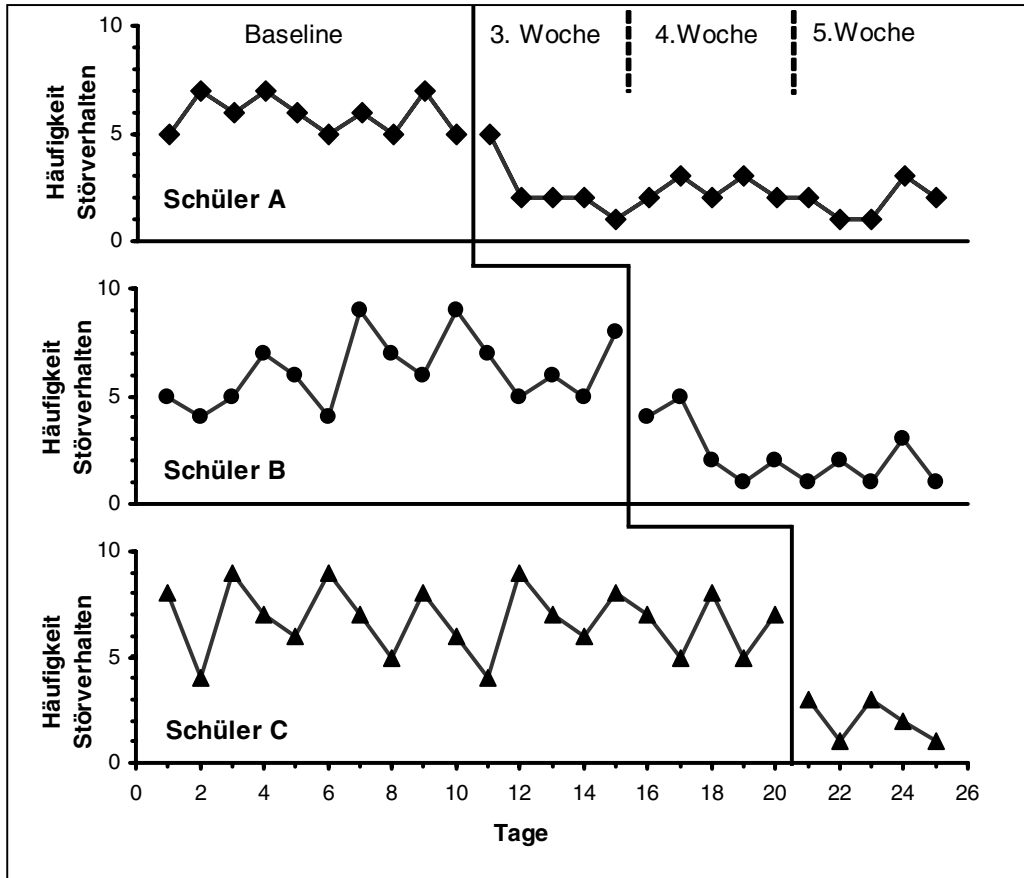 Baseline
3. Woche
4.Woche
5.Woche
10
5
0
Häufigkeit
Störverhalten
Schüler A
10
5
0
Häufigkeit
Störverhalten
Schüler B
10
5
0
Häufigkeit
Störverhalten
Schüler C
0 2 4 6 8 10 12 14 16 18 20 22 24 26
Tage